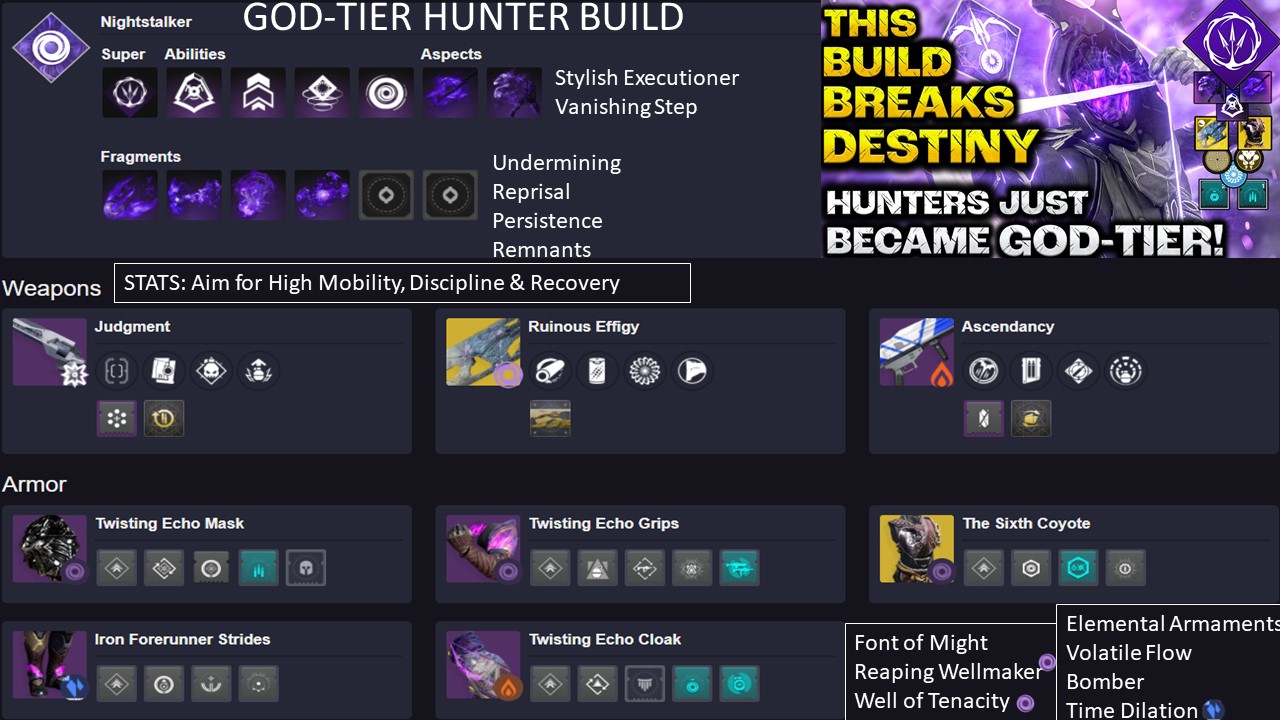 GOD-TIER HUNTER BUILD
Nightstalker
Super Abilities Aspects
Stylish Executioner
Vanishing Step
Fragments
Undermining
Reprisal
Persistence
Remnants
THIS
BUILD
BREAKS
DESTINY
HUNTERS JUST
BECAME GOD-TIER!
Weapons
STATS: Aim for High Mobility, Discipline & Recovery
Judgment
Ruinous Effigy
Ascendancy
Armor
Twisting Echo Mask
Twisting Echo Grips
The Sixth Coyote
Iron Forerunner Strides
Twisting Echo Cloak
Font of Might
Reaping Wellmaker
Well of Tenacity
Elemental Armaments
Volatile Flow
Bomber
Time Dilation